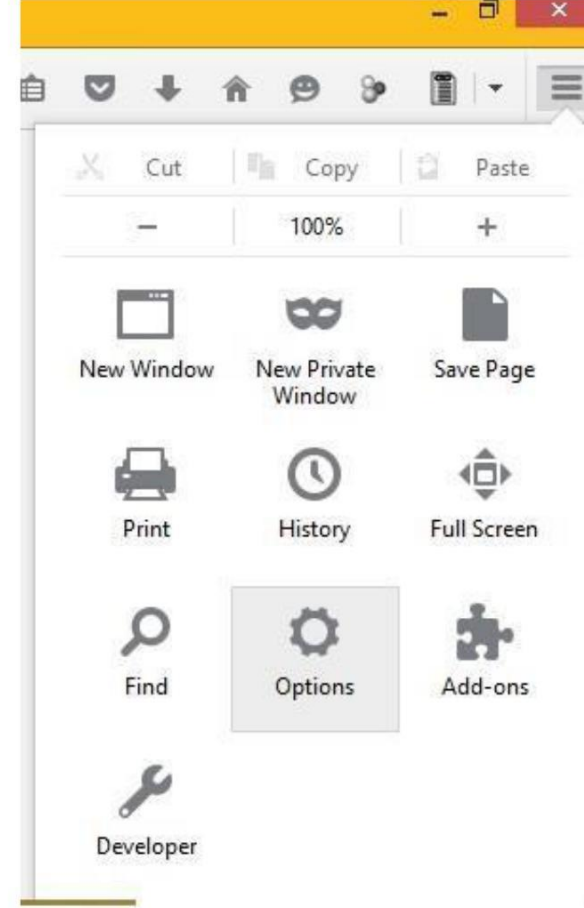 Cut Copy Paste
100%
New Window New Private Window Save Page
Print History Full Screen
Find Options Add-ons
Developer